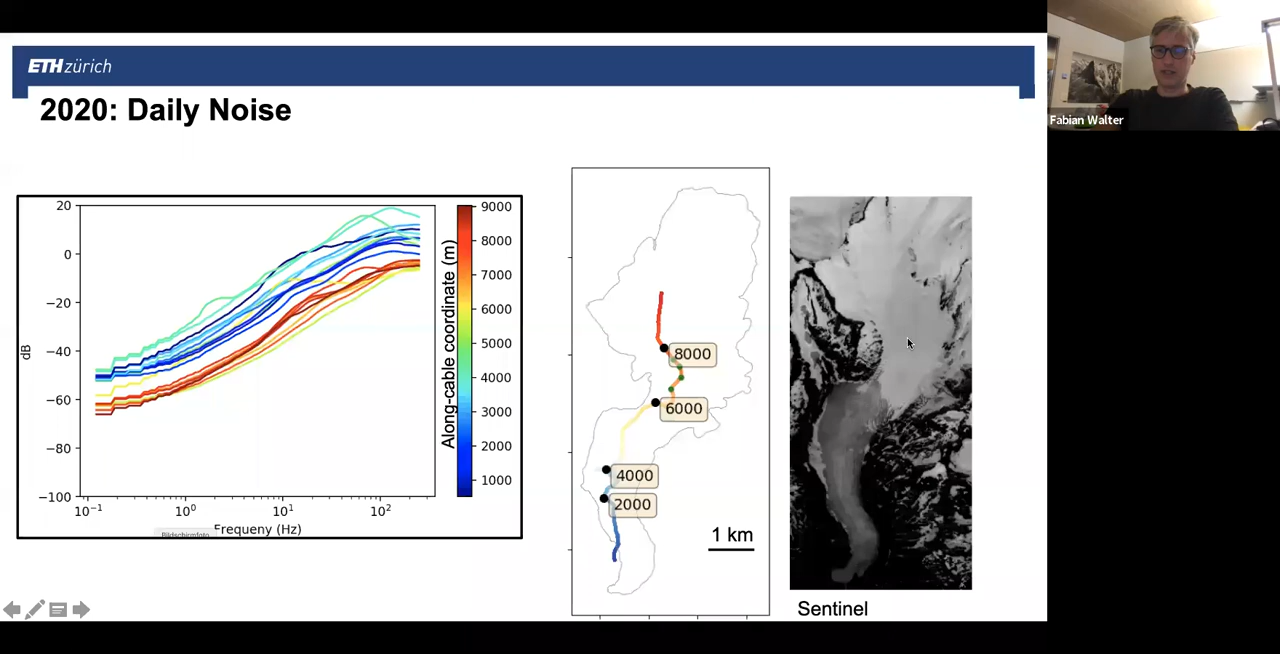 ETH zürich
2020: Daily Noise
20
0
−20
−40
−60
−80
−100
dB
10⁻¹
10⁰
10¹
10²
Frequeny (Hz)
Bildschirmfoto
Along-cable coordinate (m)
9000
8000
7000
6000
5000
4000
3000
2000
1000
8000
6000
4000
2000
1 km
Sentinel
Fabian Walter